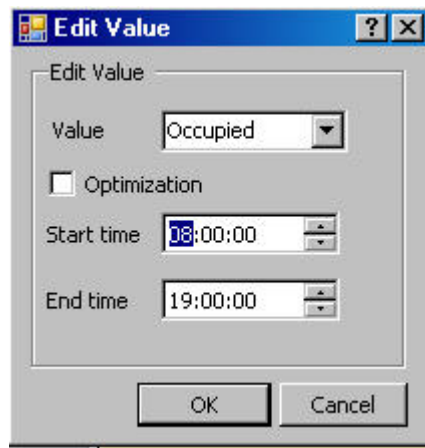 Edit Value ?
Edit Value
Value Occupied
Optimization
Start time 08:00:00
End time 19:00:00
OK Cancel